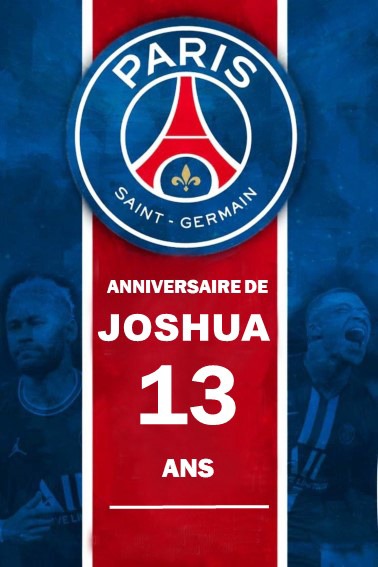 PARIS
SAINT - GERMAIN
ANNIVERSAIRE DE
JOSHUA
13
ANS